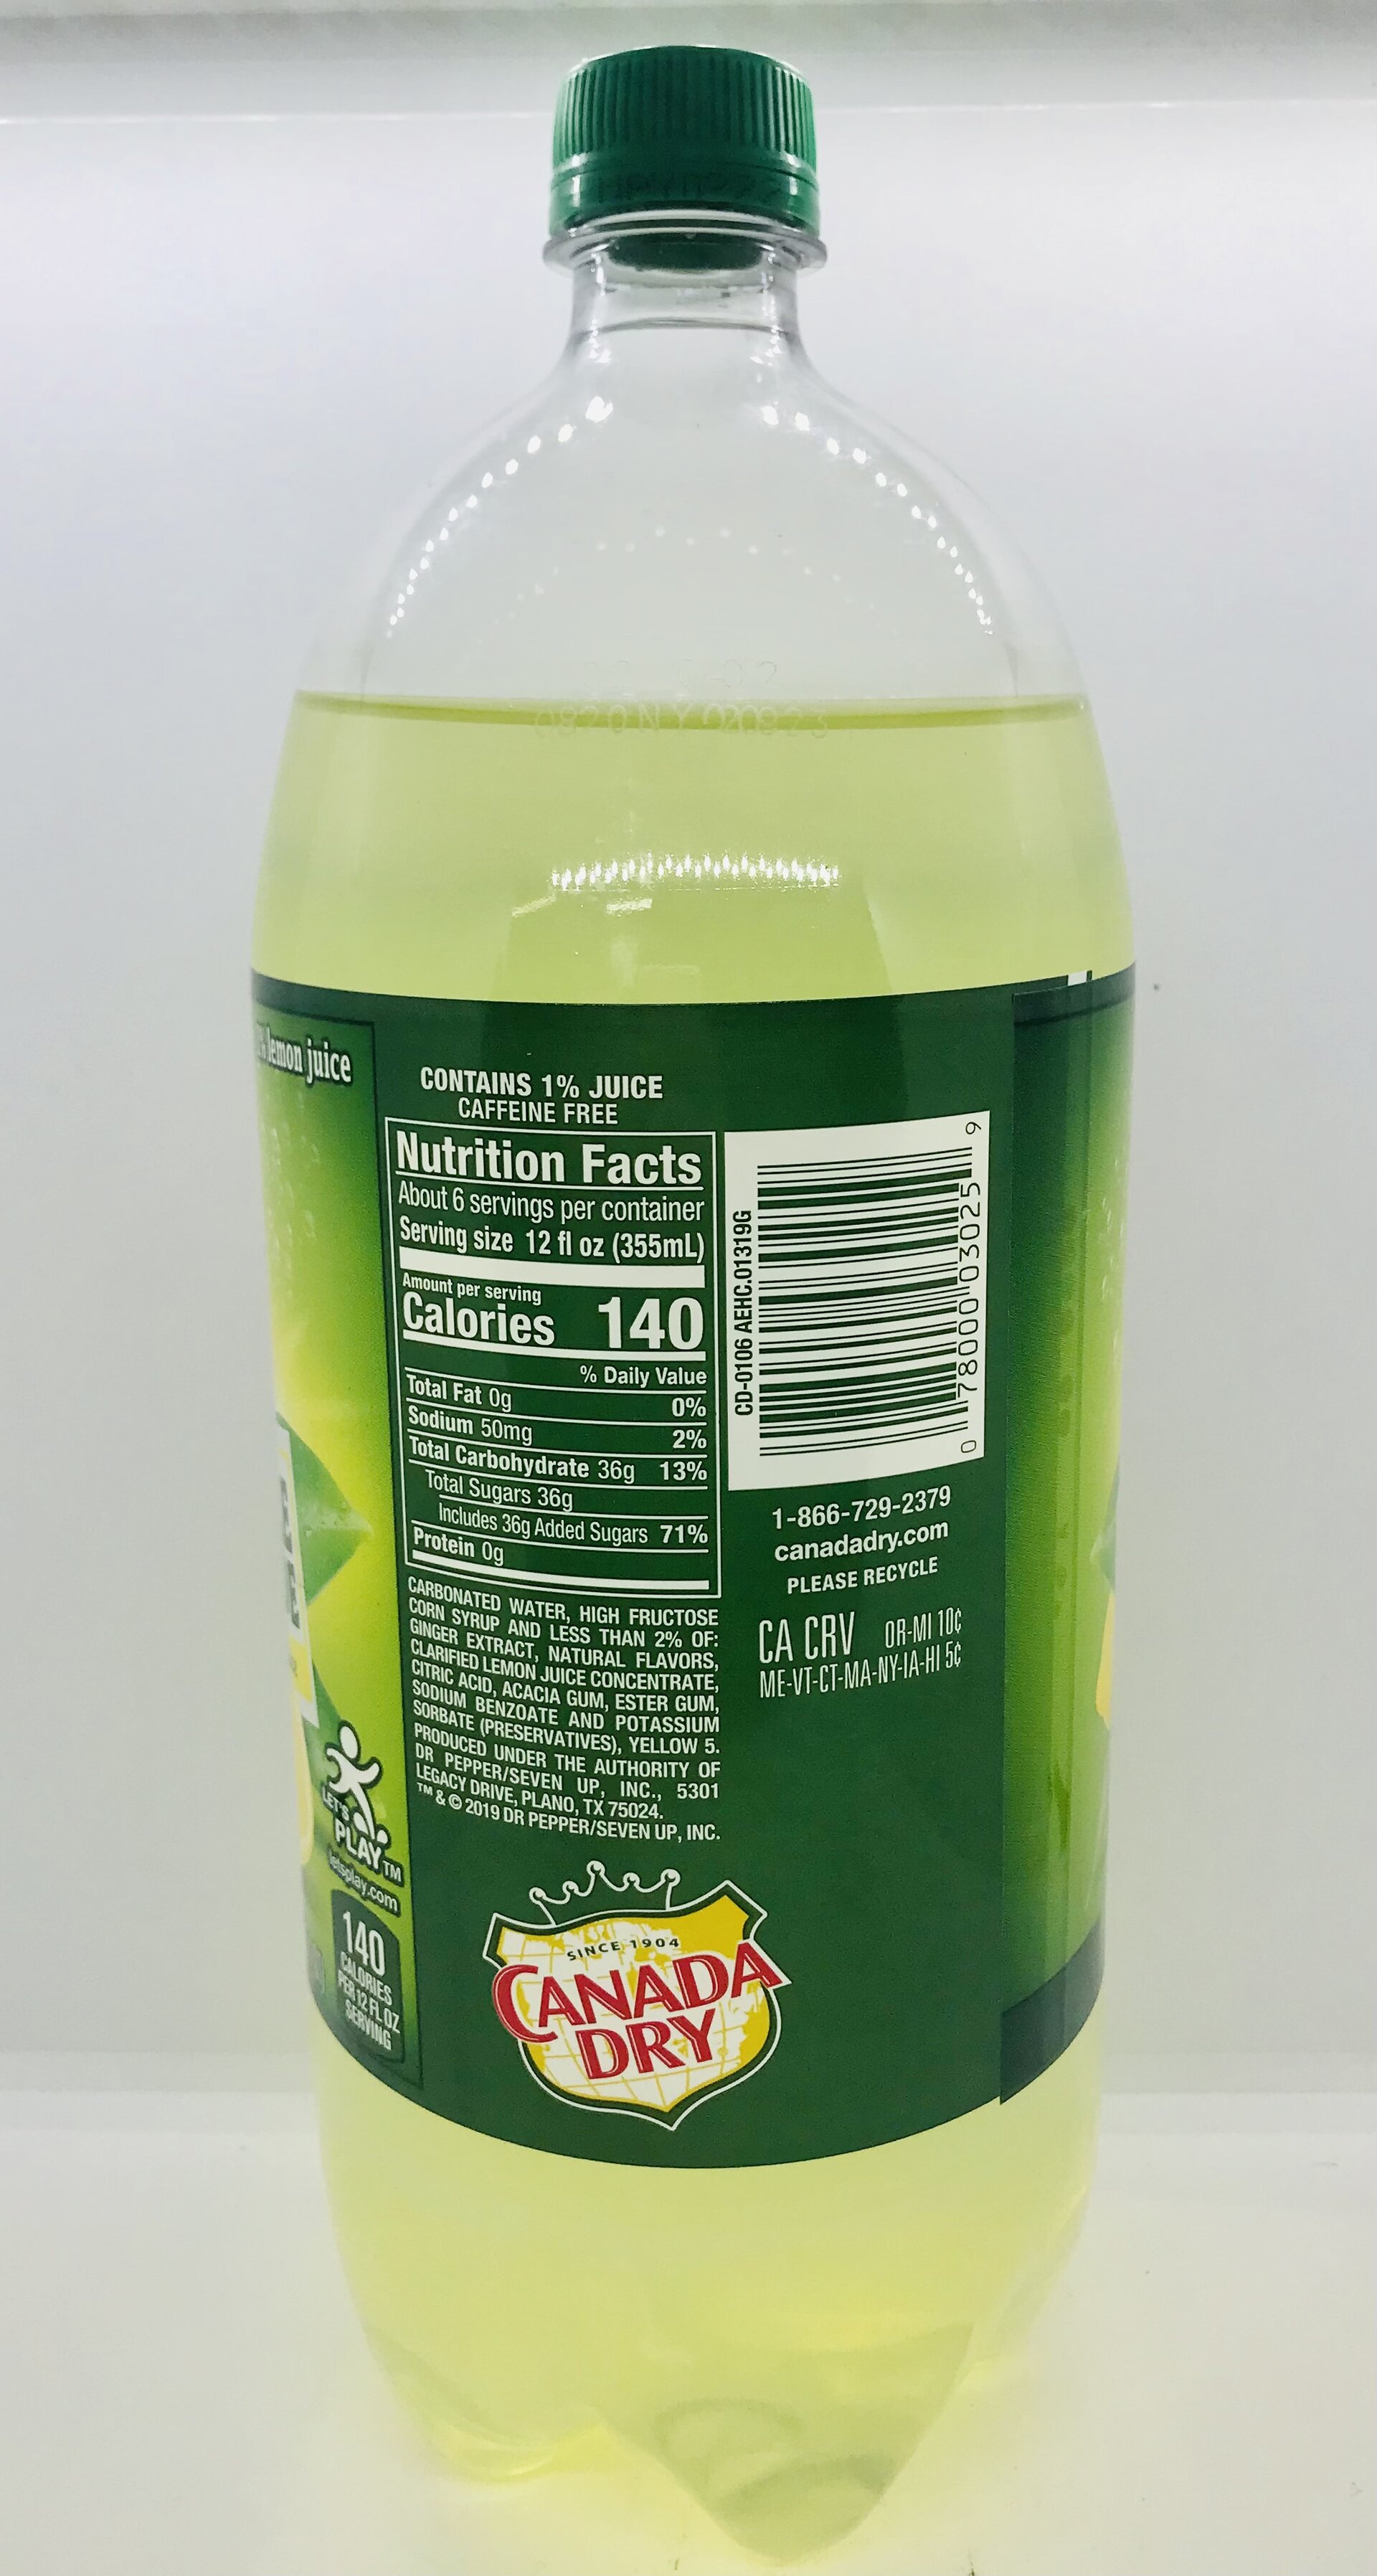 lemon juice
CONTAINS 1% JUICE
CAFFEINE FREE
Nutrition Facts
About 6 servings per container
Serving size 12 fl oz (355mL)
Amount per serving
Calories 140
% Daily Value
Total Fat 0g 0%
Sodium 50mg 2%
Total Carbohydrate 36g 13%
Total Sugars 36g
Includes 36g Added Sugars 71%
Protein 0g
CARBONATED WATER, HIGH FRUCTOSE
CORN SYRUP AND LESS THAN 2% OF:
GINGER EXTRACT, NATURAL FLAVORS,
CLARIFIED LEMON JUICE CONCENTRATE,
CITRIC ACID, ACACIA GUM, ESTER GUM,
SODIUM BENZOATE AND POTASSIUM
SORBATE (PRESERVATIVES), YELLOW 5.
PRODUCED UNDER THE AUTHORITY OF
DR PEPPER/SEVEN UP, INC., 5301
LEGACY DRIVE, PLANO, TX 75024.
™ & © 2019 DR PEPPER/SEVEN UP, INC.
CD-0106 AEHC.01319G
0 78000 03025 9
1-866-729-2379
canadadry.com
PLEASE RECYCLE
CA CRV OR-MI 10¢
ME-VT-CT-MA-NY-IA-HI 5¢
LET'S
PLAY™
letsplay.com
140
CALORIES
PER 12 FL OZ
SERVING
SINCE 1904
CANADA
DRY